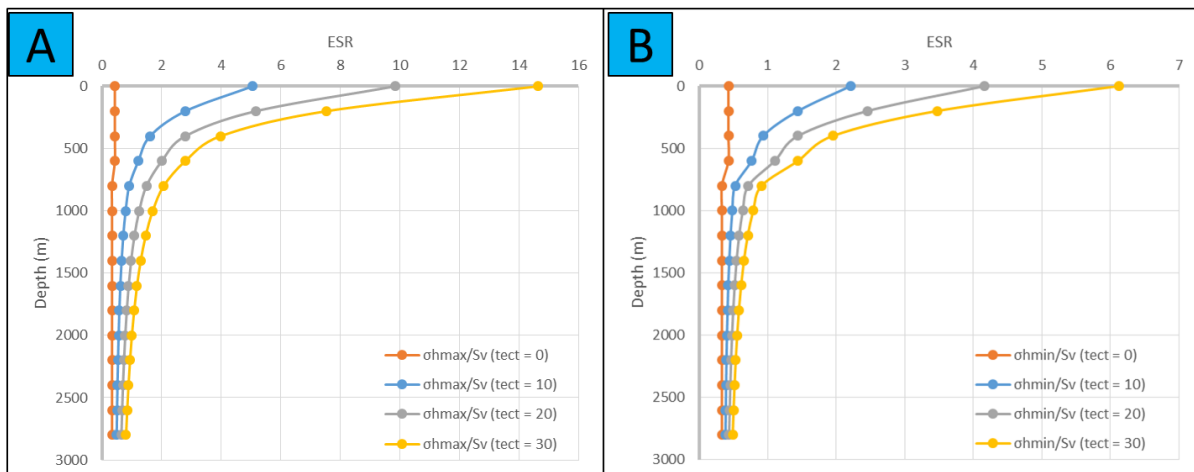 A
ESR
0 2 4 6 8 10 12 14 16
0
500
1000
1500
2000
2500
3000
Depth (m)
σhmax/Sv (tect = 0)
σhmax/Sv (tect = 10)
σhmax/Sv (tect = 20)
σhmax/Sv (tect = 30)
B
ESR
0 1 2 3 4 5 6 7
0
500
1000
1500
2000
2500
3000
Depth (m)
σhmin/Sv (tect = 0)
σhmin/Sv (tect = 10)
σhmin/Sv (tect = 20)
σhmin/Sv (tect = 30)